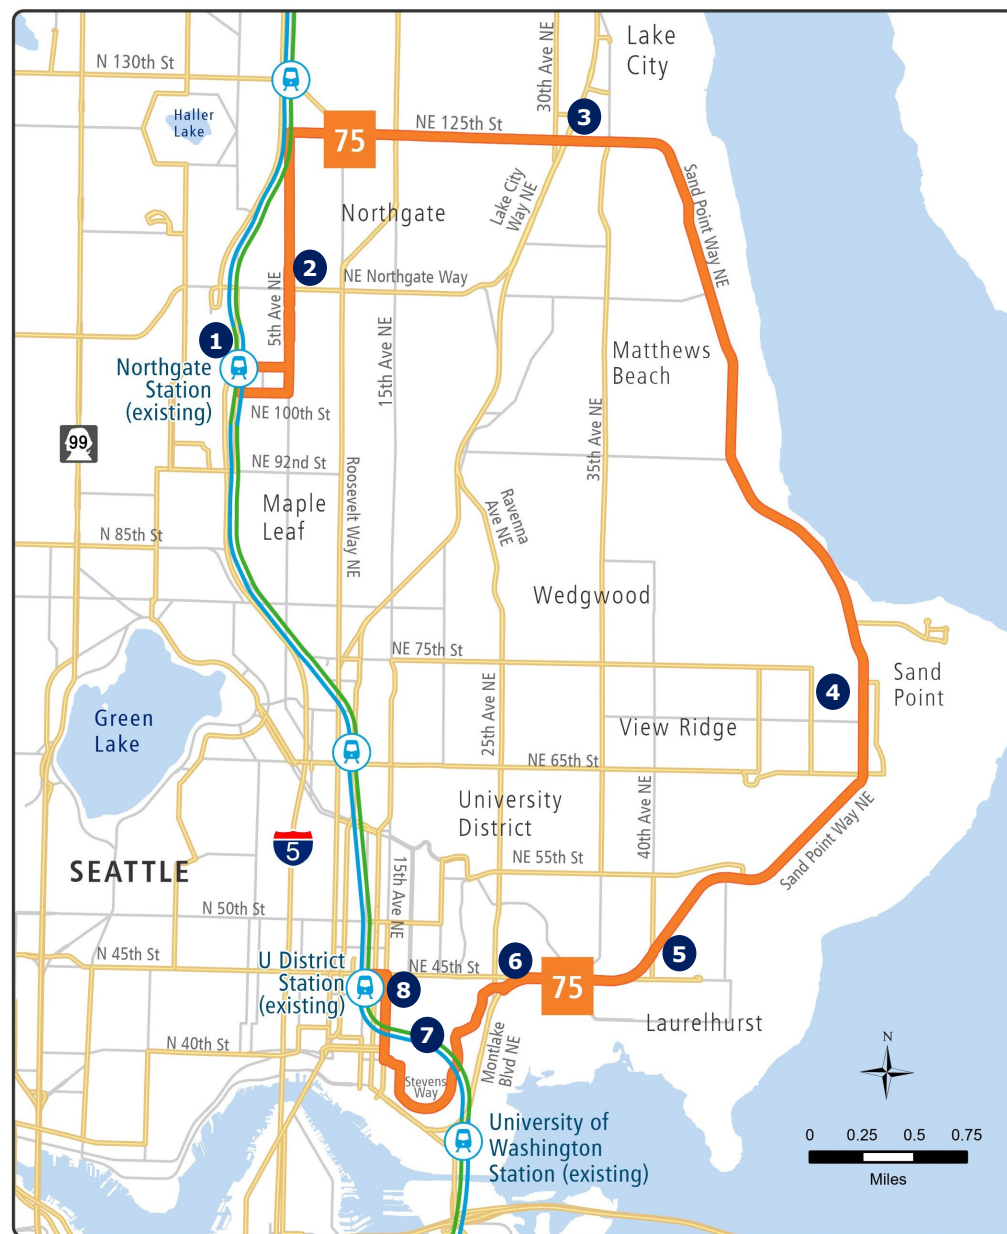 Lake
City
30th Ave NE
N 130th St
Haller
Lake
3
75
NE 125th St
Sand Point Way NE
Lake City
Way NE
Northgate
2
NE Northgate Way
5th Ave NE
1
Northgate
Station
(existing)
15th Ave NE
Matthews
Beach
NE 100th St
35th Ave NE
99
NE 92nd St
Roosevelt Way NE
Maple
Leaf
Ravenna
Ave NE
N 85th St
Wedgwood
NE 75th St
Sand
Point
4
25th Ave NE
Green
Lake
View Ridge
NE 65th St
40th Ave NE
University
District
Sand Point Way NE
5
SEATTLE
15th Ave NE
NE 55th St
N 50th St
N 45th St
U District
Station
(existing)
NE 45th St
6
5
8
75
7
Laurelhurst
N 40th St
Montlake
Blvd NE
Stevens
Way
N
University of
Washington
Station (existing)
0 0.25 0.5 0.75
Miles